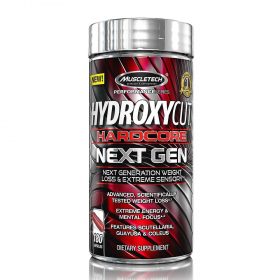 NEW!
MUSCLETECH
PERFORMANCE SERIES
HYDROXYCUT
HARDCORE
NEXT GEN
NEXT GENERATION WEIGHT
LOSS & EXTREME SENSORY
ADVANCED, SCIENTIFICALLY
TESTED WEIGHT LOSS
EXTREME ENERGY &
MENTAL FOCUS
FEATURES SCUTELLARIA,
GUAYUSA & COLEUS
180
DIETARY SUPPLEMENT